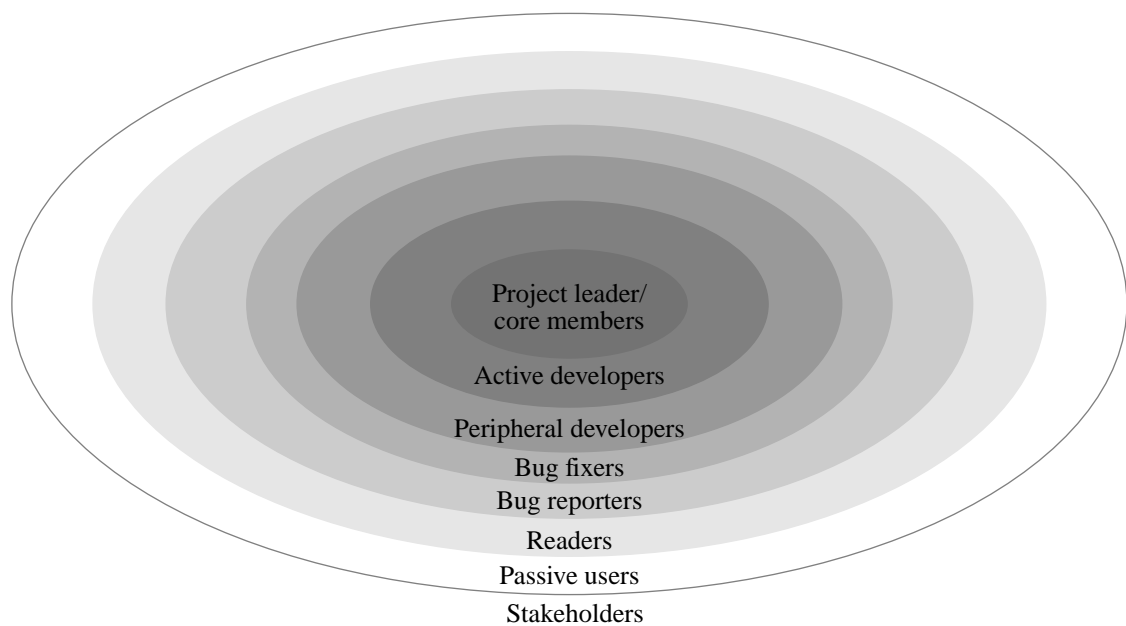 Project leader/
core members
Active developers
Peripheral developers
Bug fixers
Bug reporters
Readers
Passive users
Stakeholders